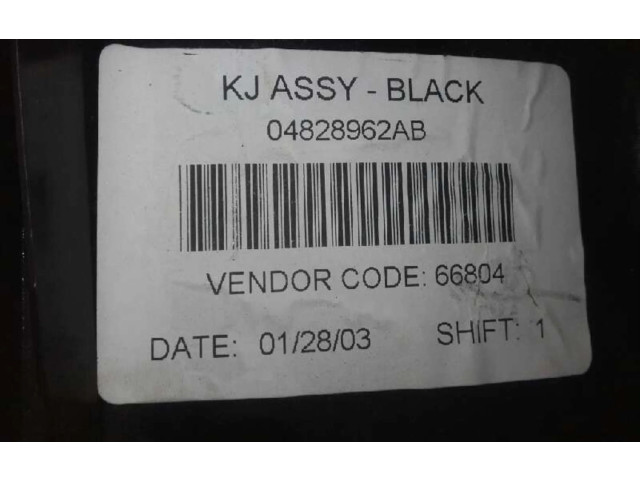 KJ ASSY - BLACK
04828962AB
VENDOR CODE: 66804
DATE: 01/28/03 SHIFT: 1